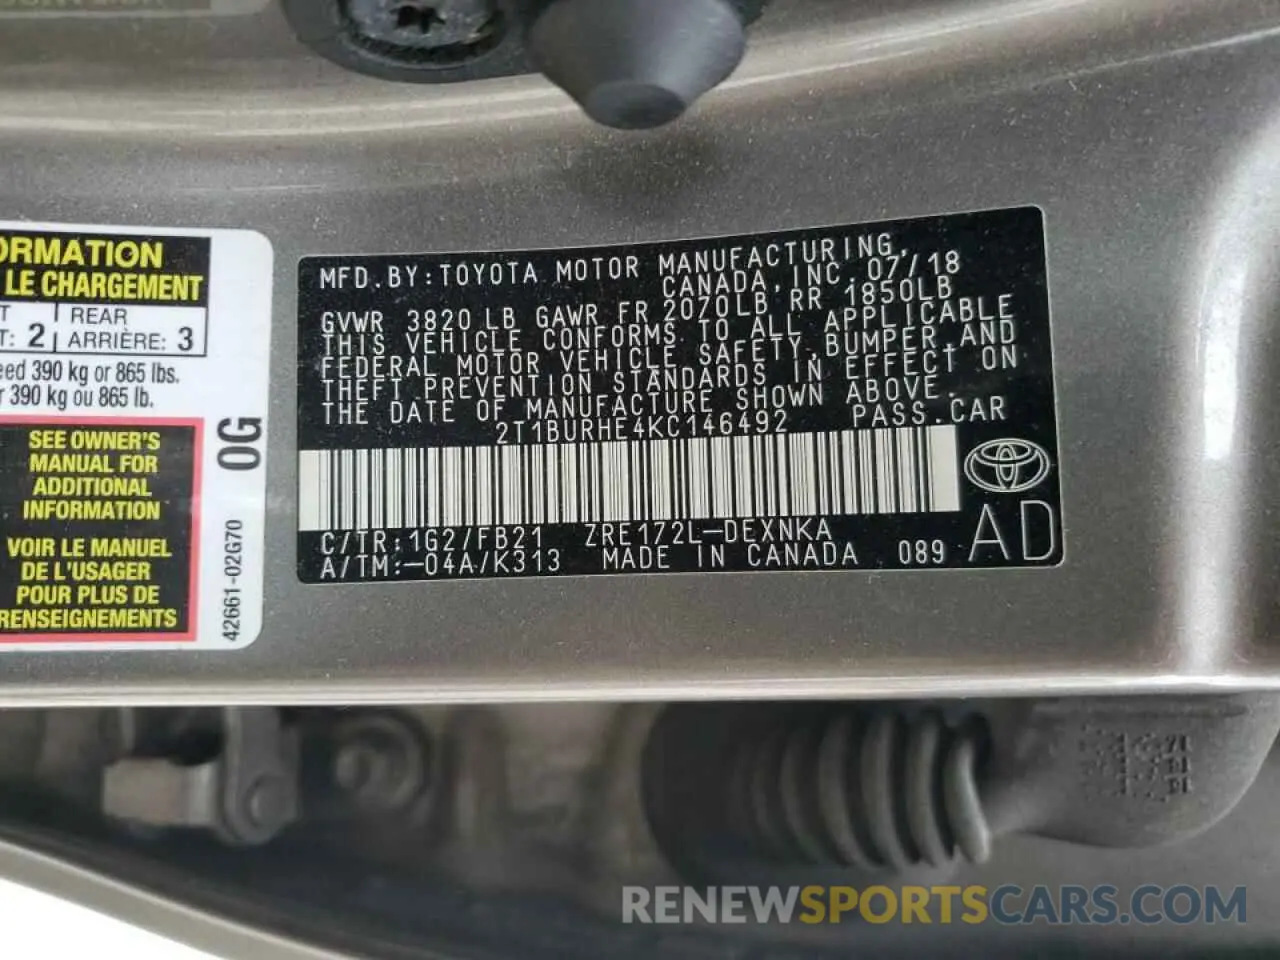 ORMATION
LE CHARGEMENT
T REAR
T: 2 ARRIÈRE: 3
eed 390 kg or 865 lbs.
r 390 kg ou 865 lb.
SEE OWNER'S
MANUAL FOR
ADDITIONAL
INFORMATION
VOIR LE MANUEL
DE L'USAGER
POUR PLUS DE
RENSEIGNEMENTS
0G
42661-02G70
MFD. BY: TOYOTA MOTOR MANUFACTURING,
CANADA, INC. 07/18
GVWR 3820 LB GAWR FR 2070LB RR 1850LB
THIS VEHICLE CONFORMS TO ALL APPLICABLE
FEDERAL MOTOR VEHICLE SAFETY, BUMPER, AND
THEFT PREVENTION STANDARDS IN EFFECT ON
THE DATE OF MANUFACTURE SHOWN ABOVE.
2T1BURHE4KC146492 PASS. CAR
C/TR: 1G2/FB21 ZRE172L-DEXNKA
A/TM: -04A/K313 MADE IN CANADA 089 AD
RENEWSPORTSCARS.COM